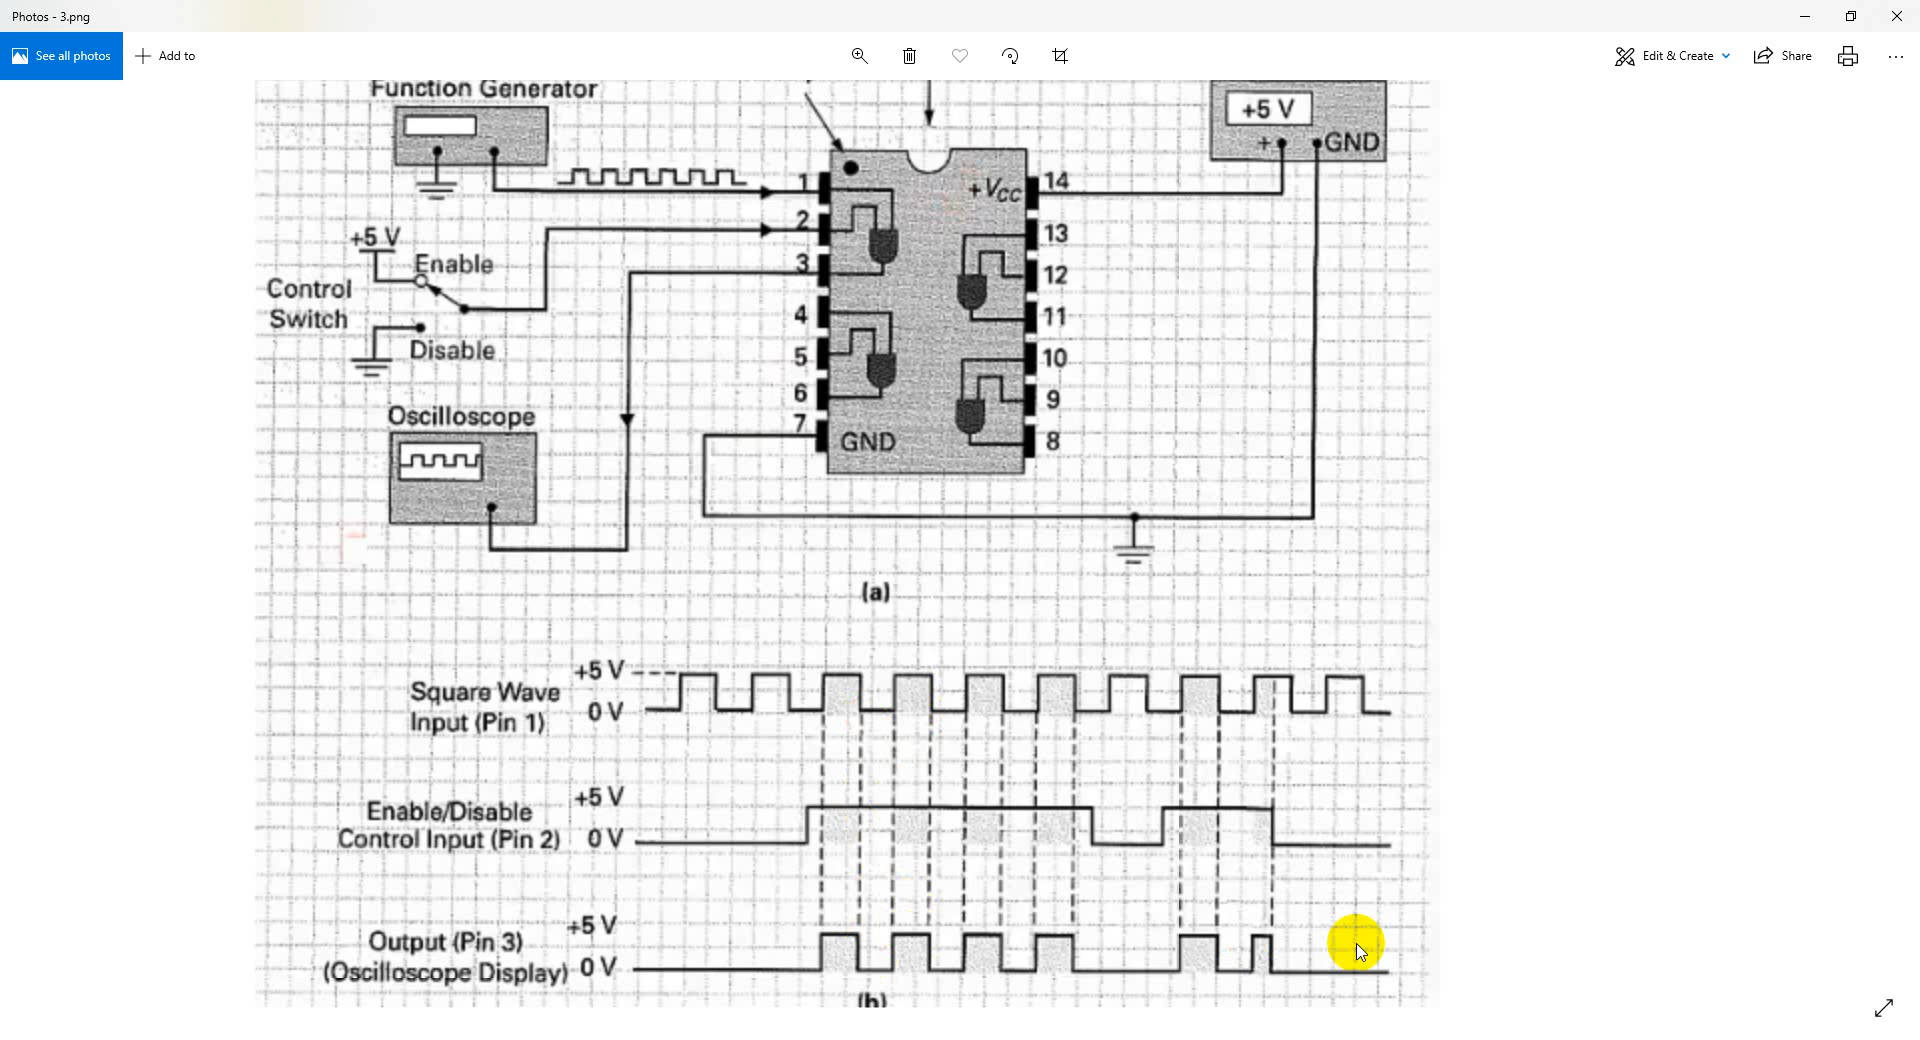 Photos - 3.png
See all photos
Add to
Edit & Create
Share
Function Generator
+5 V
+ GND
+5 V
Enable
Control
Switch
Disable
Oscilloscope
1
2
3
4
5
6
7
GND
+VCC
14
13
12
11
10
9
8
(a)
Square Wave
Input (Pin 1)
+5 V
0 V
Enable/Disable
Control Input (Pin 2)
+5 V
0 V
Output (Pin 3)
(Oscilloscope Display)
+5 V
0 V
(b)